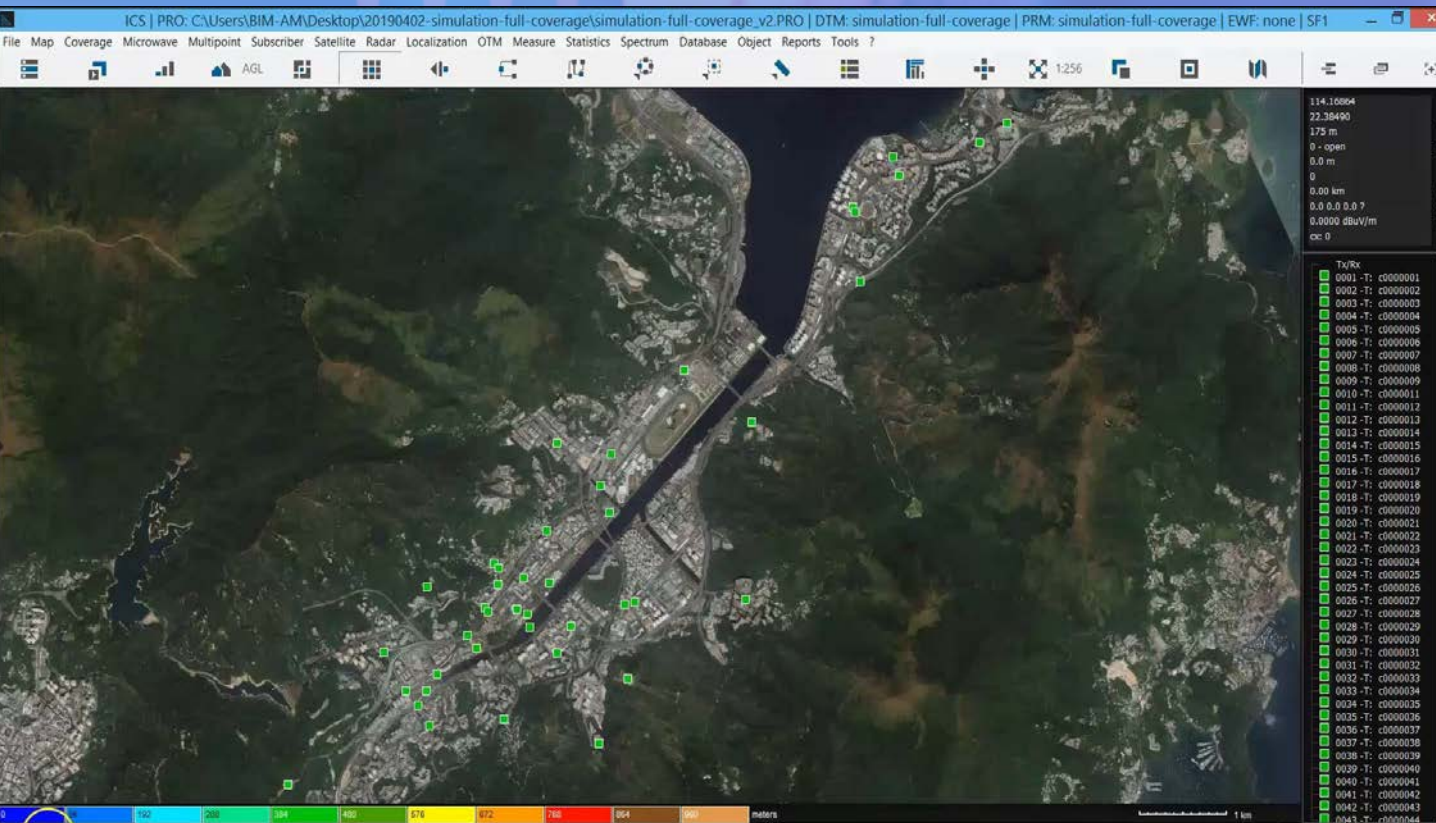 ICS | PRO: C:\Users\BIM-AM\Desktop\20190402-simulation-full-coverage\simulation-full-coverage_v2.PRO | DTM: simulation-full-coverage | PRM: simulation-full-coverage | EWF: none | SF1
File Map Coverage Microwave Multipoint Subscriber Satellite Radar Localization OTM Measure Statistics Spectrum Database Object Reports Tools ?
AGL 1:256
114.16864
22.38490
175 m
0 - open
0.0 m
0
0.00 km
0.0 0.0 0.0 ?
0.0000 dBuV/m
cx: 0
Tx/Rx
0001 -T: c0000001
0002 -T: c0000002
0003 -T: c0000003
0004 -T: c0000004
0005 -T: c0000005
0006 -T: c0000006
0007 -T: c0000007
0008 -T: c0000008
0009 -T: c0000009
0010 -T: c0000011
0011 -T: c0000012
0012 -T: c0000013
0013 -T: c0000014
0014 -T: c0000015
0015 -T: c0000016
0016 -T: c0000017
0017 -T: c0000018
0018 -T: c0000019
0019 -T: c0000020
0020 -T: c0000021
0021 -T: c0000022
0022 -T: c0000023
0023 -T: c0000024
0024 -T: c0000025
0025 -T: c0000026
0026 -T: c0000027
0027 -T: c0000028
0028 -T: c0000029
0029 -T: c0000030
0030 -T: c0000031
0031 -T: c0000032
0032 -T: c0000033
0033 -T: c0000034
0034 -T: c0000035
0035 -T: c0000036
0036 -T: c0000037
0037 -T: c0000038
0038 -T: c0000039
0039 -T: c0000040
0040 -T: c0000041
0041 -T: c0000042
0042 -T: c0000043
0043 -T: c0000044
0 192 288 384 480 576 672 768 864 960 meters 1 km